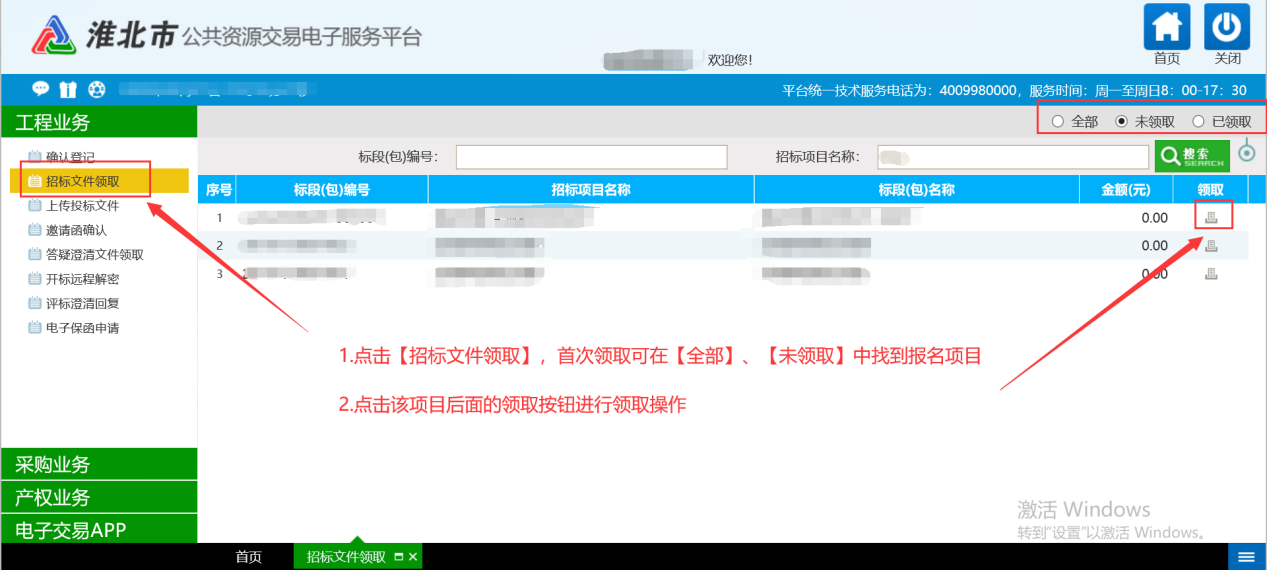 淮北市 公共资源交易电子服务平台
欢迎您!
首页 关闭
平台统一技术服务电话为：4009980000，服务时间：周一至周日8：00-17：30
工程业务
全部 未领取 已领取
确认登记
标段(包)编号： 招标项目名称： 搜索 SEARCH
招标文件领取
序号 标段(包)编号 招标项目名称 标段(包)名称 金额(元) 领取
上传投标文件
1 0.00
邀请函确认
2 0.00
答疑澄清文件领取
3 0.00
开标远程解密
评标澄清回复
电子保函申请
1.点击【招标文件领取】，首次领取可在【全部】、【未领取】中找到报名项目
2.点击该项目后面的领取按钮进行领取操作
采购业务
产权业务
电子交易APP
激活 Windows
转到“设置”以激活 Windows。
首页 招标文件领取